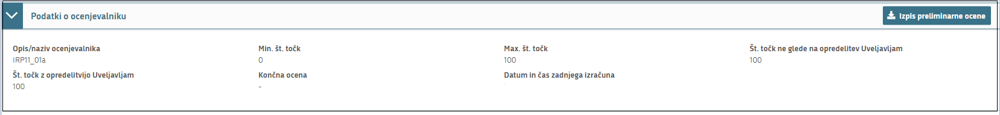 Podatki o ocenjevalniku
Izpis preliminarne ocene
Opis/naziv ocenjevalnika
IRP11_01a
Min. št. točk
0
Max. št. točk
100
Št. točk ne glede na opredelitev Uveljavljam
100
Št. točk z opredelitvijo Uveljavljam
100
Končna ocena
-
Datum in čas zadnjega izračuna